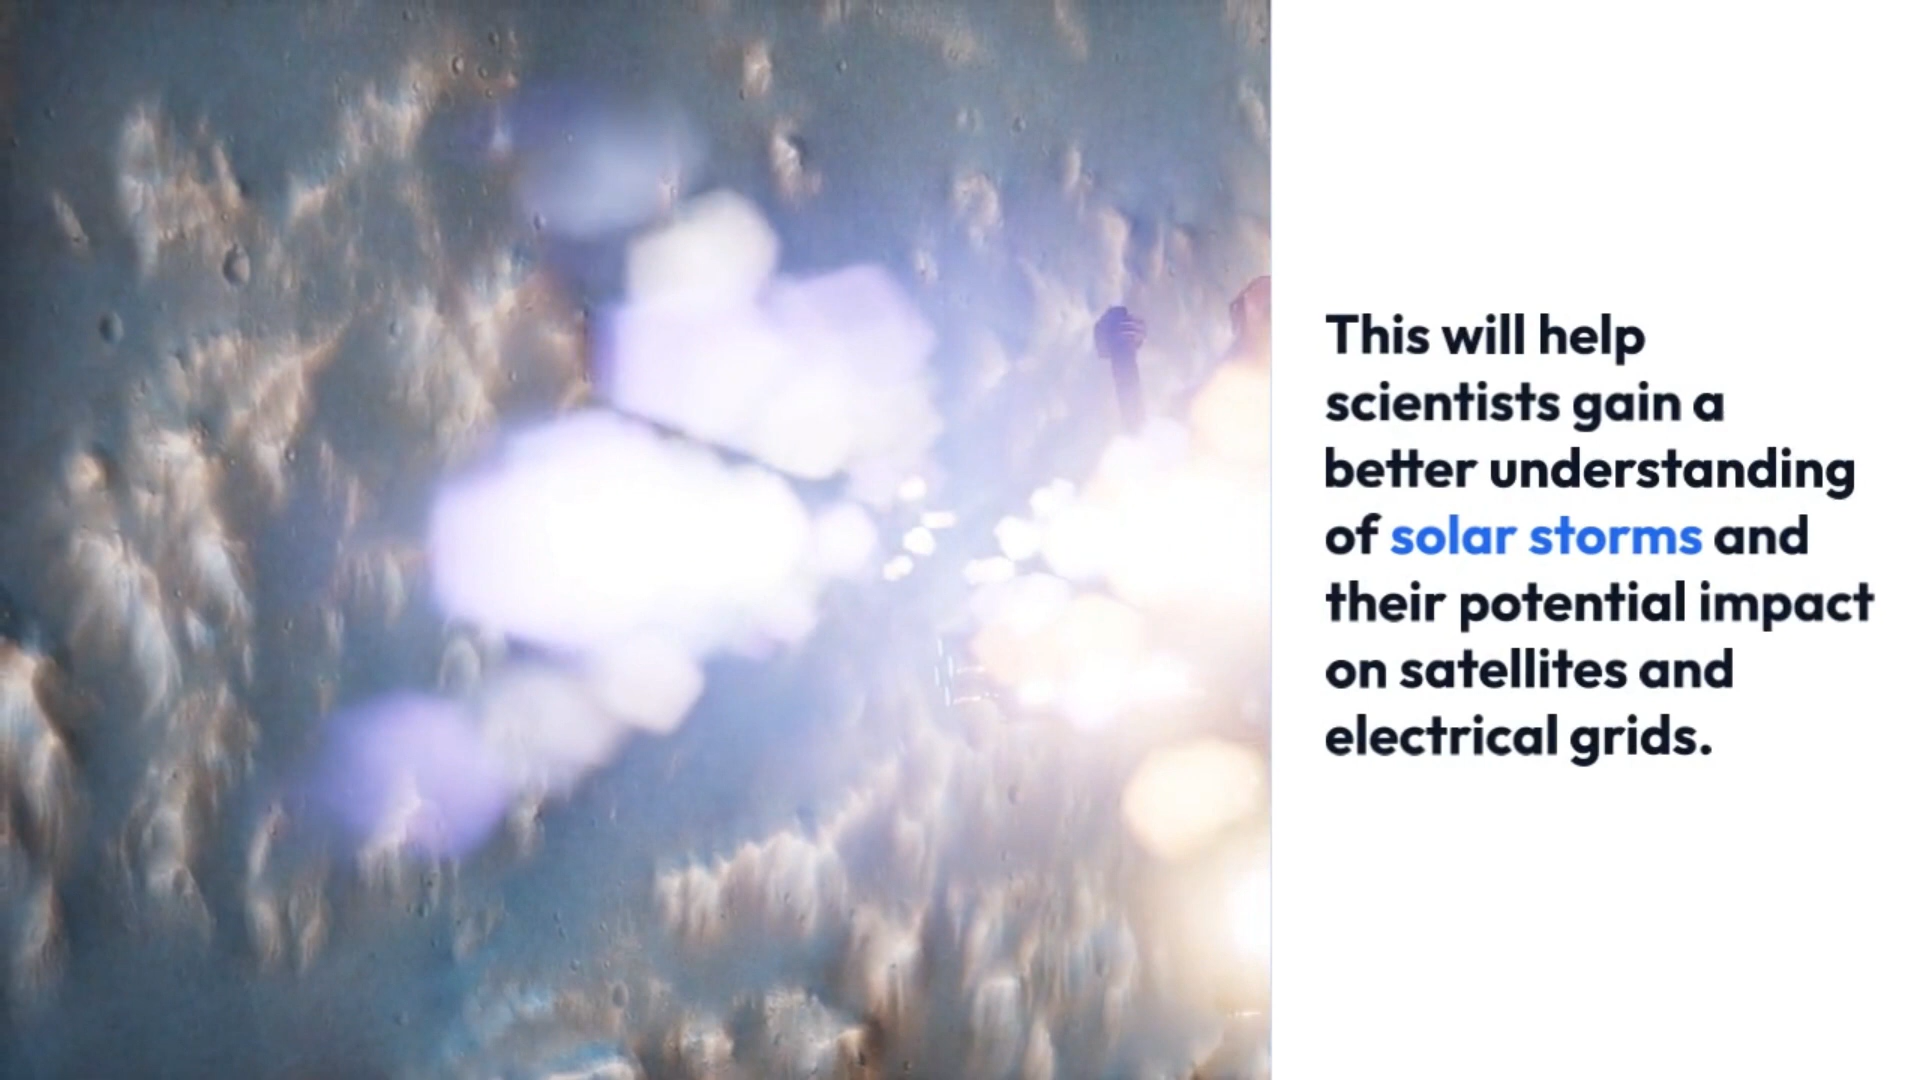 This will help
scientists gain a
better understanding
of solar storms and
their potential impact
on satellites and
electrical grids.